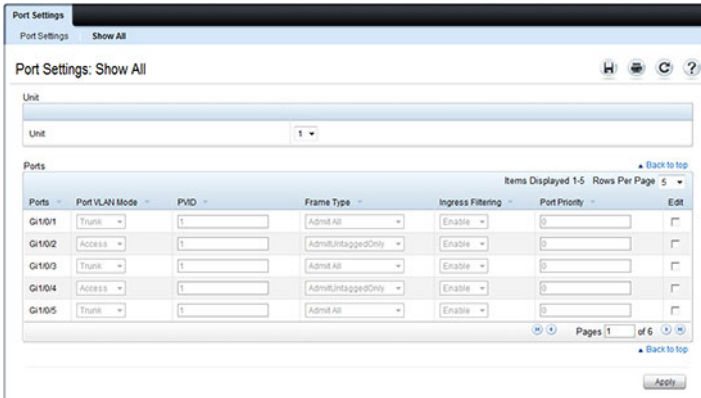 Port Settings
Port Settings Show All
Port Settings: Show All
?
Unit
Unit 1
Ports Back to top
Items Displayed 1-5 Rows Per Page 5
Ports Port VLAN Mode PVID Frame Type Ingress Filtering Port Priority Edit
Gi1/0/1 Trunk 1 Admit All Enable 0
Gi1/0/2 Access 1 AdmitUntaggedOnly Enable 0
Gi1/0/3 Trunk 1 Admit All Enable 0
Gi1/0/4 Access 1 AdmitUntaggedOnly Enable 0
Gi1/0/5 Trunk 1 Admit All Enable 0
Pages 1 of 6
Back to top
Apply